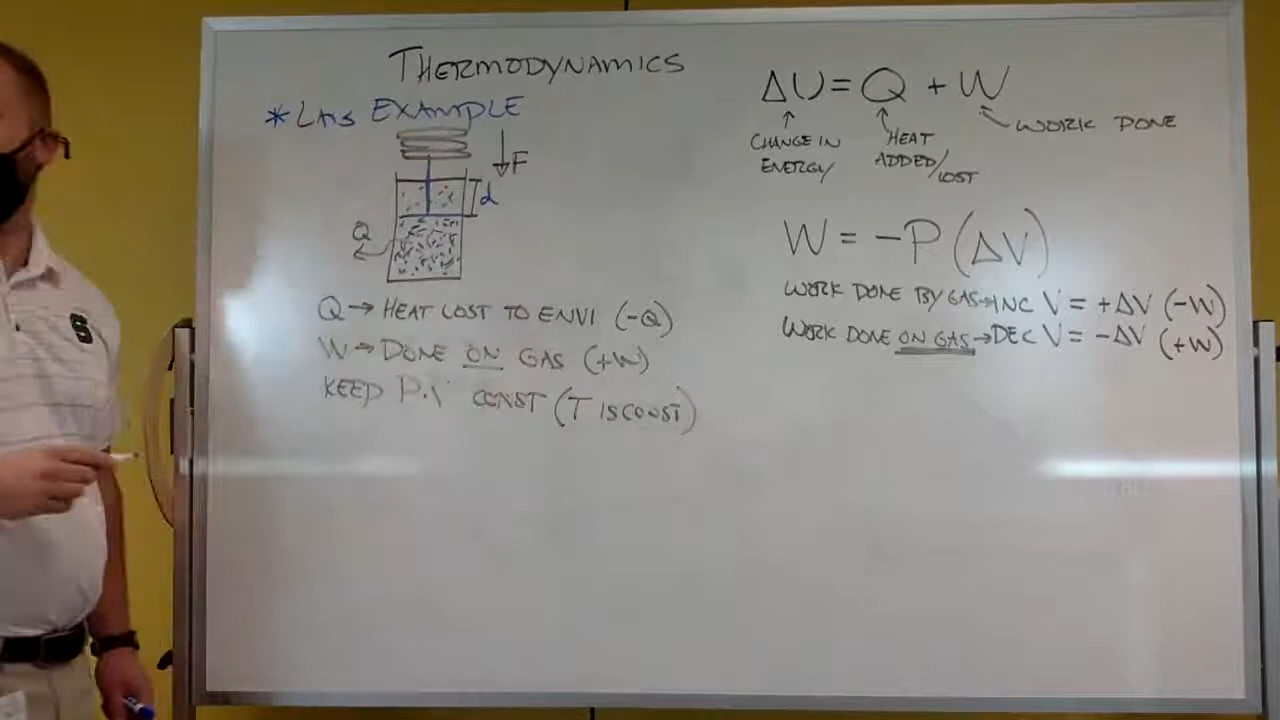 THERMODYNAMICS
* LAB EXAMPLE
F
d
Q
Q → HEAT LOST TO ENVI (-Q)
W → DONE ON GAS (+W)
KEEP P.V CONST (T IS CONST)
ΔU = Q + W
CHANGE IN ENERGY
HEAT ADDED/LOST
WORK DONE
W = -P (ΔV)
WORK DONE BY GAS → INC V = +ΔV (-W)
WORK DONE ON GAS → DEC V = -ΔV (+W)
S